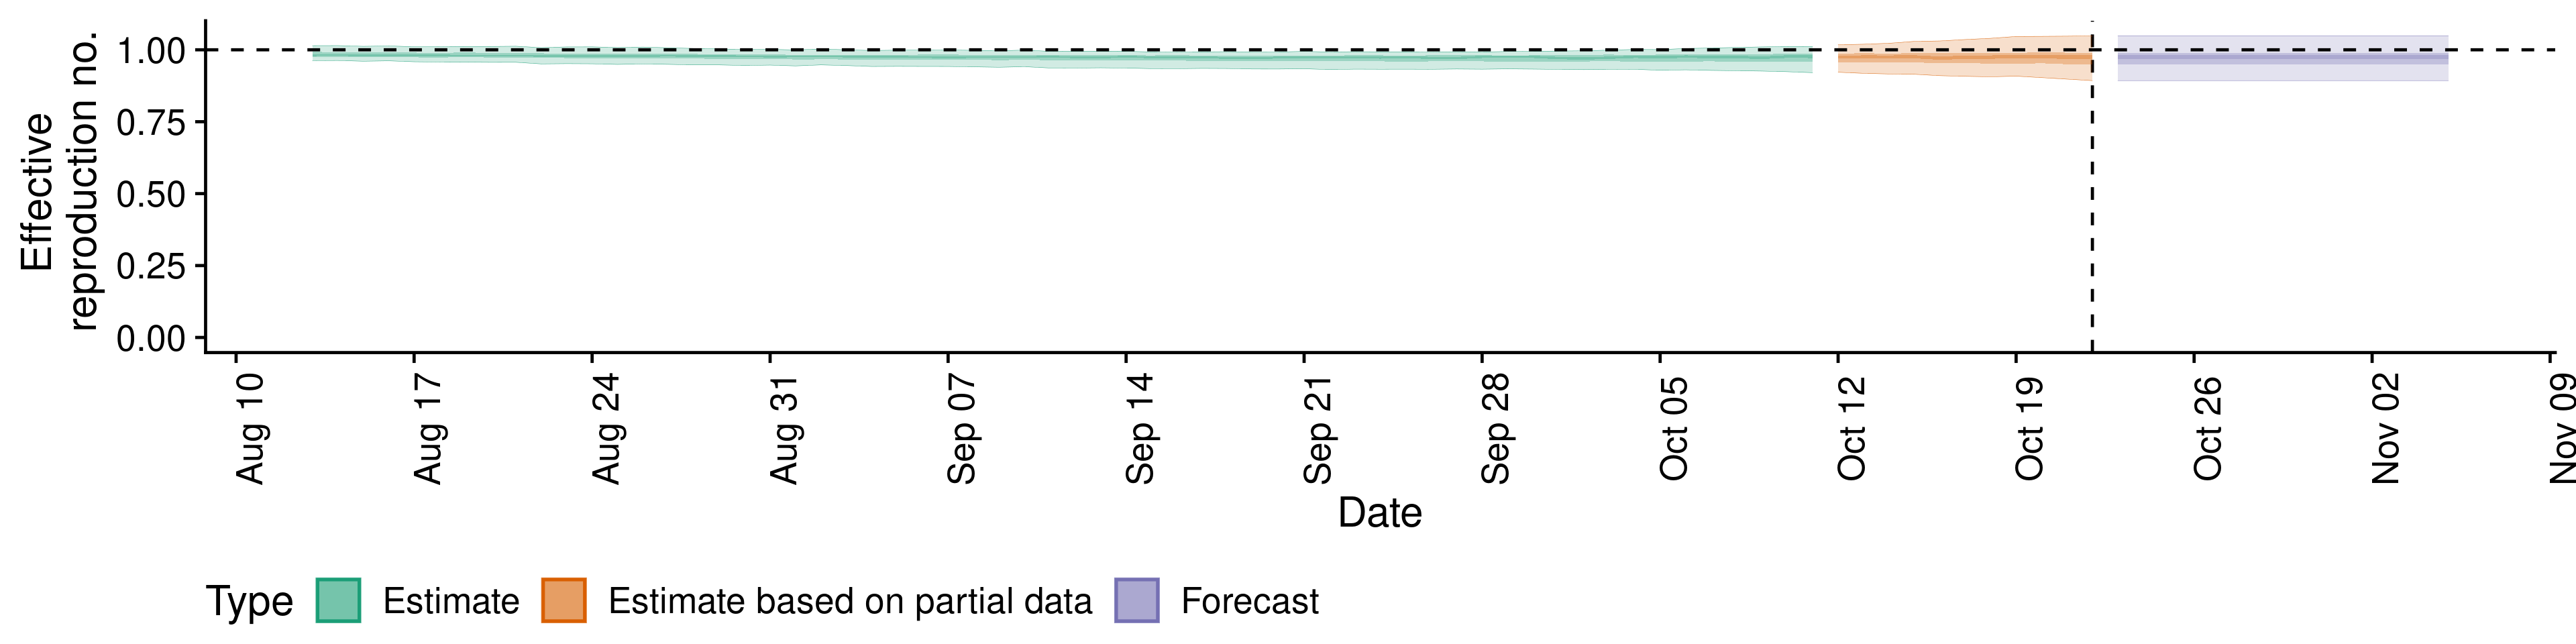 Effective
reproduction no.
1.00
0.75
0.50
0.25
0.00
Aug 10
Aug 17
Aug 24
Aug 31
Sep 07
Sep 14
Sep 21
Sep 28
Oct 05
Oct 12
Oct 19
Oct 26
Nov 02
Nov 09
Date
Type Estimate Estimate based on partial data Forecast